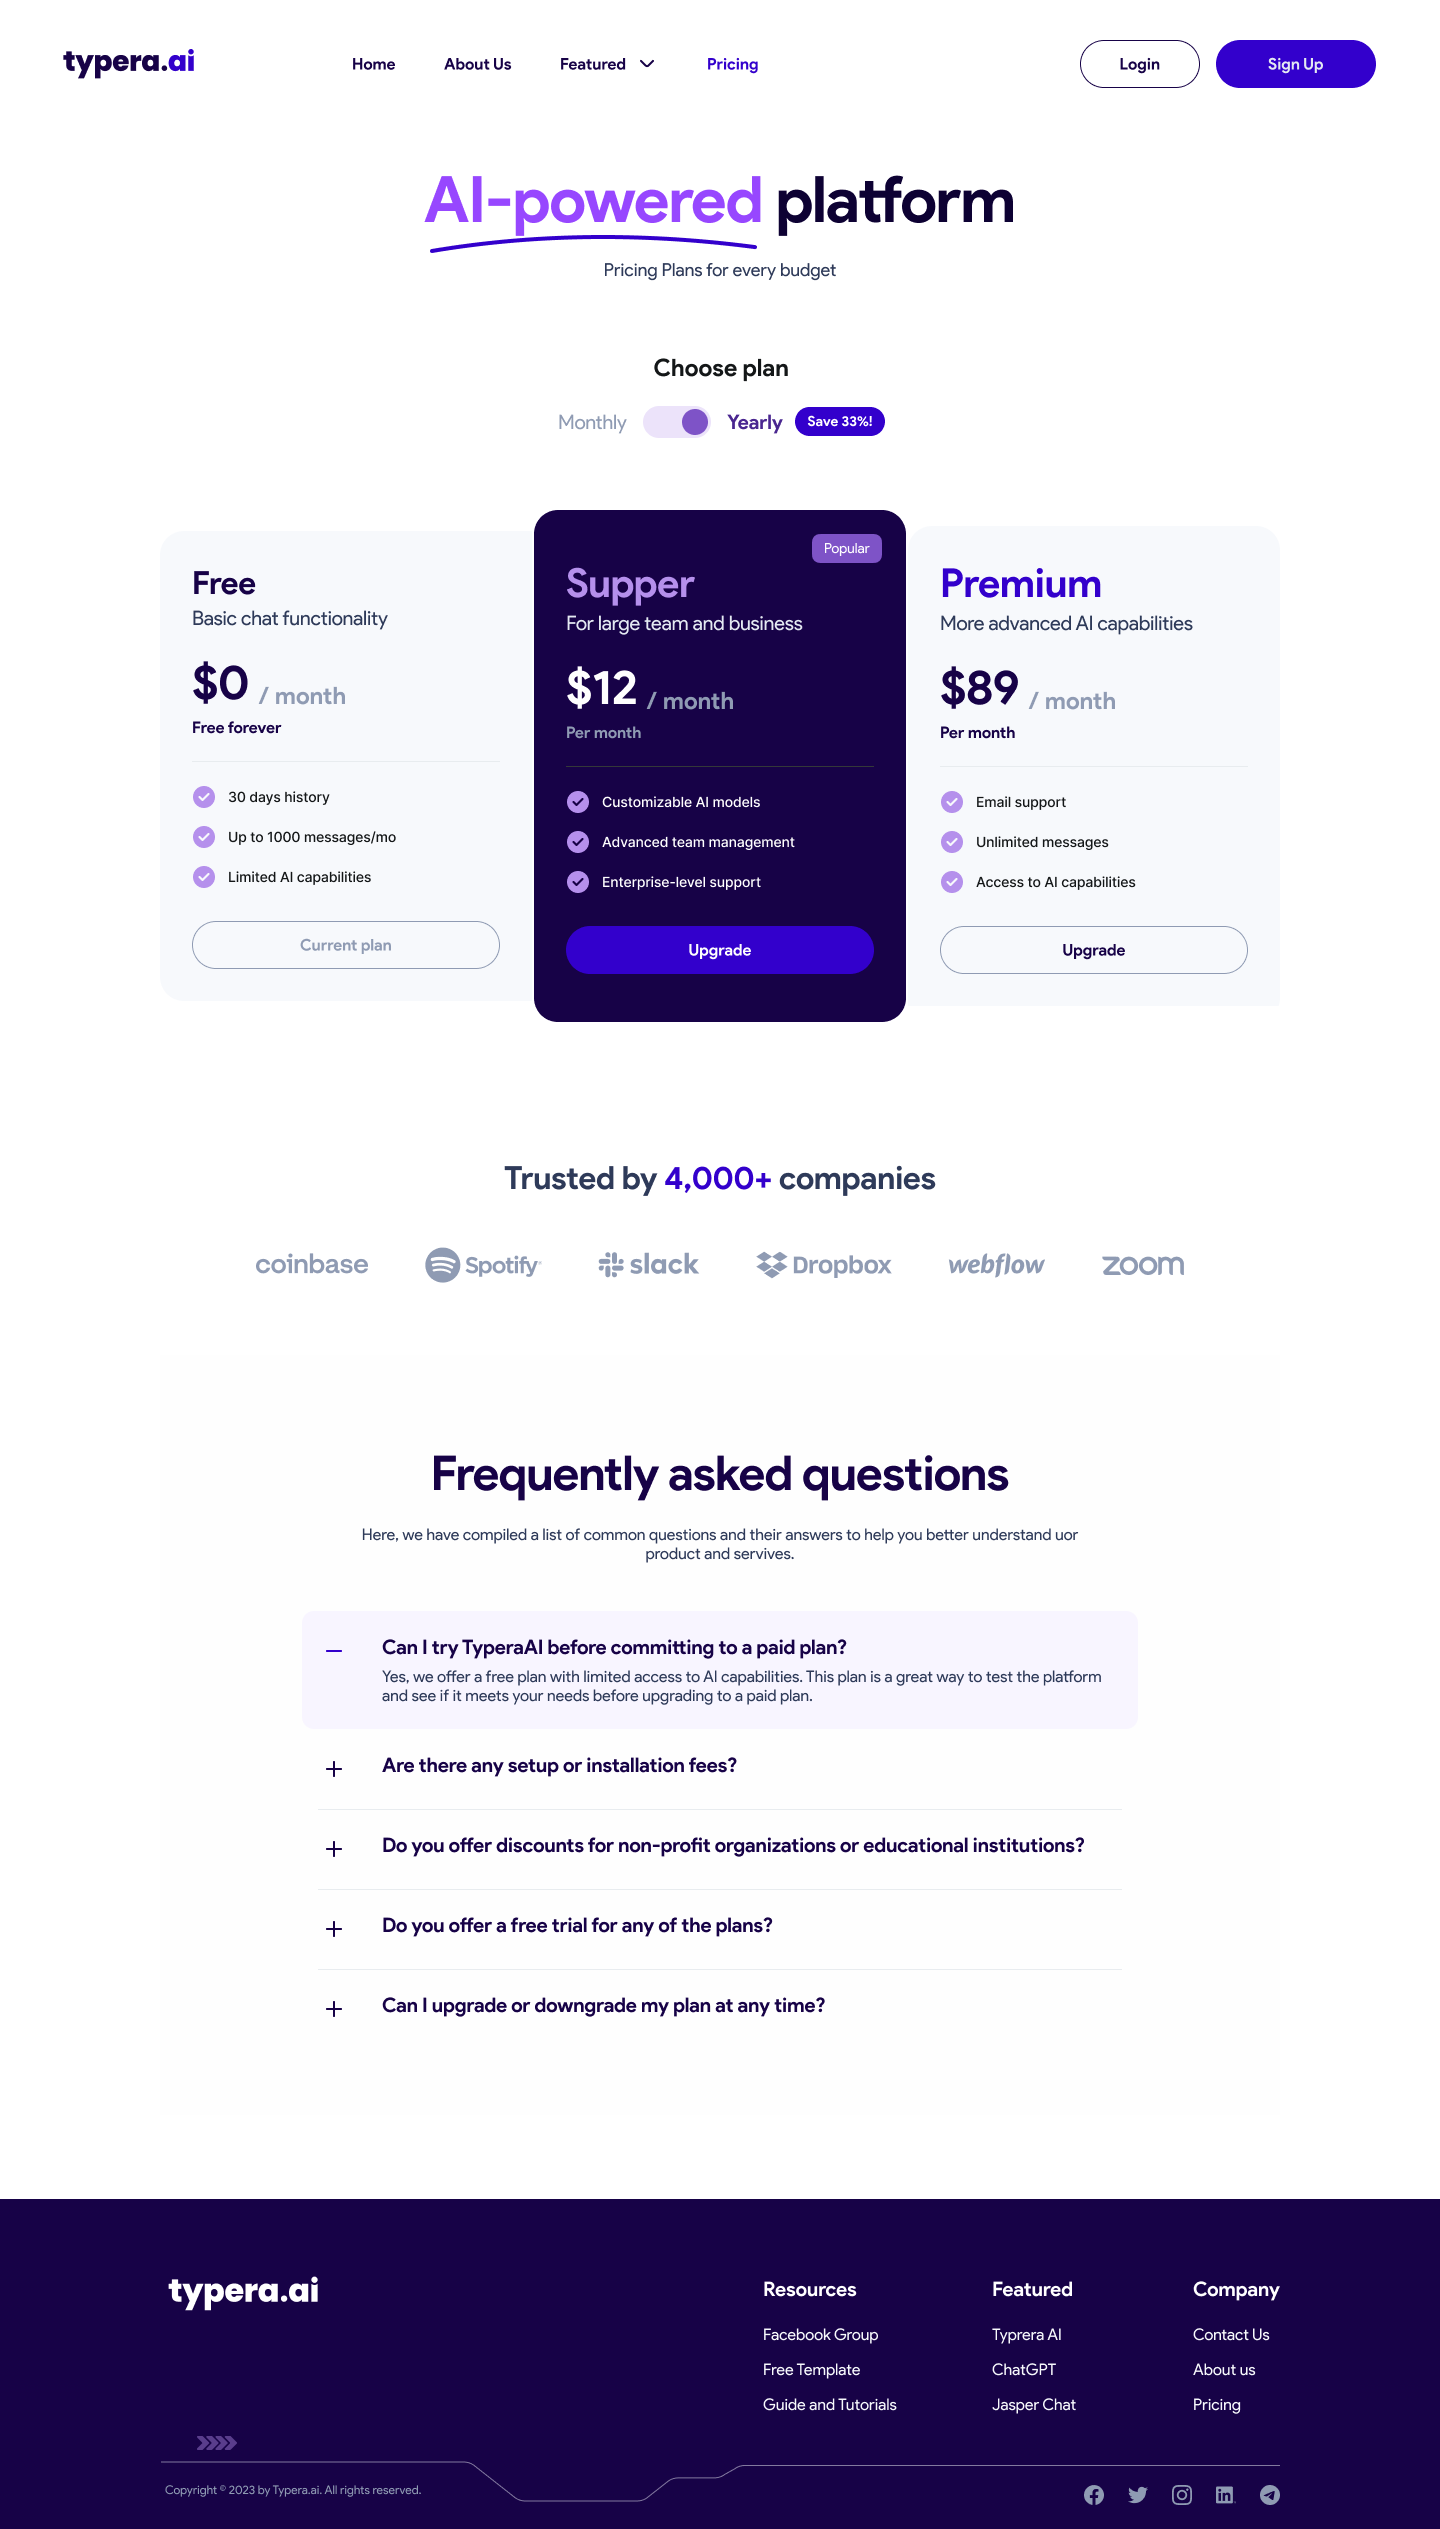 typera.ai
Home
About Us
Featured
Pricing
Login
Sign Up
AI-powered platform
Pricing Plans for every budget
Choose plan
Monthly
Yearly
Save 33%!
Free
Basic chat functionality
$0 / month
Free forever
30 days history
Up to 1000 messages/mo
Limited AI capabilities
Current plan
Popular
Supper
For large team and business
$12 / month
Per month
Customizable AI models
Advanced team management
Enterprise-level support
Upgrade
Premium
More advanced AI capabilities
$89 / month
Per month
Email support
Unlimited messages
Access to AI capabilities
Upgrade
Trusted by 4,000+ companies
coinbase
Spotify
slack
Dropbox
webflow
zoom
Frequently asked questions
Here, we have compiled a list of common questions and their answers to help you better understand uor
product and servives.
Can I try TyperaAI before committing to a paid plan?
Yes, we offer a free plan with limited access to AI capabilities. This plan is a great way to test the platform
and see if it meets your needs before upgrading to a paid plan.
Are there any setup or installation fees?
Do you offer discounts for non-profit organizations or educational institutions?
Do you offer a free trial for any of the plans?
Can I upgrade or downgrade my plan at any time?
typera.ai
Resources
Facebook Group
Free Template
Guide and Tutorials
Featured
Typrera AI
ChatGPT
Jasper Chat
Company
Contact Us
About us
Pricing
Copyright © 2023 by Typera.ai. All rights reserved.